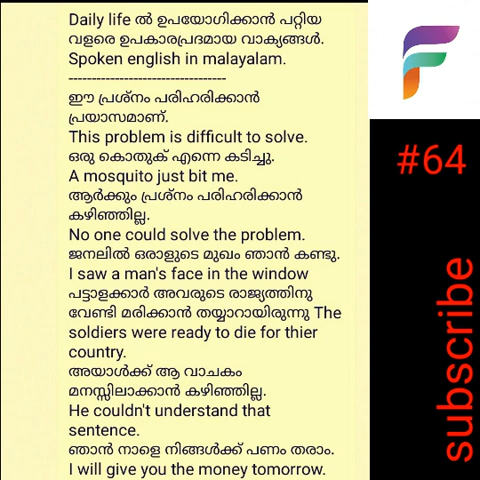 Daily life ൽ ഉപയോഗിക്കാൻ പറ്റിയ
വളരെ ഉപകാരപ്രദമായ വാക്യങ്ങൾ.
Spoken english in malayalam.
---------------------------------
ഈ പ്രശ്നം പരിഹരിക്കാൻ
പ്രയാസമാണ്.
This problem is difficult to solve.
ഒരു കൊതുക് എന്നെ കടിച്ചു.
A mosquito just bit me.
ആർക്കും പ്രശ്നം പരിഹരിക്കാൻ
കഴിഞ്ഞില്ല.
No one could solve the problem.
ജനലിൽ ഒരാളുടെ മുഖം ഞാൻ കണ്ടു.
I saw a man's face in the window
പട്ടാളക്കാർ അവരുടെ രാജ്യത്തിനു
വേണ്ടി മരിക്കാൻ തയ്യാറായിരുന്നു The
soldiers were ready to die for thier
country.
അയാൾക്ക് ആ വാചകം
മനസ്സിലാക്കാൻ കഴിഞ്ഞില്ല.
He couldn't understand that
sentence.
ഞാൻ നാളെ നിങ്ങൾക്ക് പണം തരാം.
I will give you the money tomorrow.
#64
subscribe